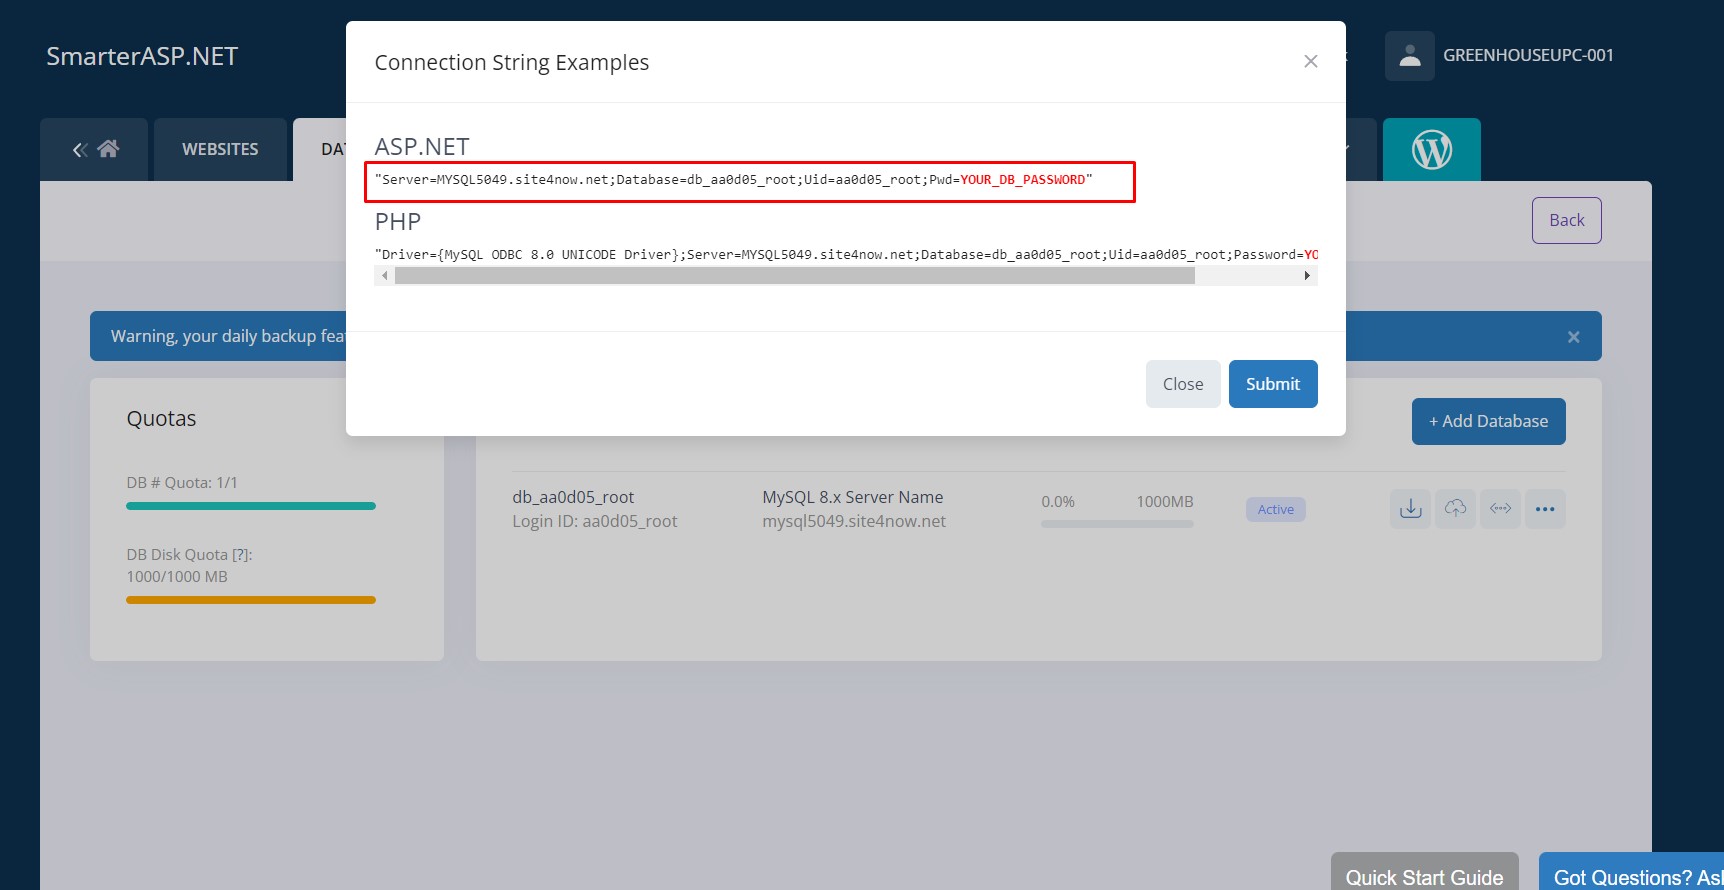 SmarterASP.NET
Connection String Examples
GREENHOUSEUPC-001
WEBSITES
ASP.NET
"Server=MYSQL5049.site4now.net;Database=db_aa0d05_root;Uid=aa0d05_root;Pwd=YOUR_DB_PASSWORD"
PHP
"Driver={MySQL ODBC 8.0 UNICODE Driver};Server=MYSQL5049.site4now.net;Database=db_aa0d05_root;Uid=aa0d05_root;Password=YO
Back
Warning, your daily backup
Close
Submit
Quotas
DB # Quota: 1/1
DB Disk Quota [?]:
1000/1000 MB
+ Add Database
db_aa0d05_root
Login ID: aa0d05_root
MySQL 8.x Server Name
mysql5049.site4now.net
0.0%
1000MB
Active
Quick Start Guide
Got Questions?